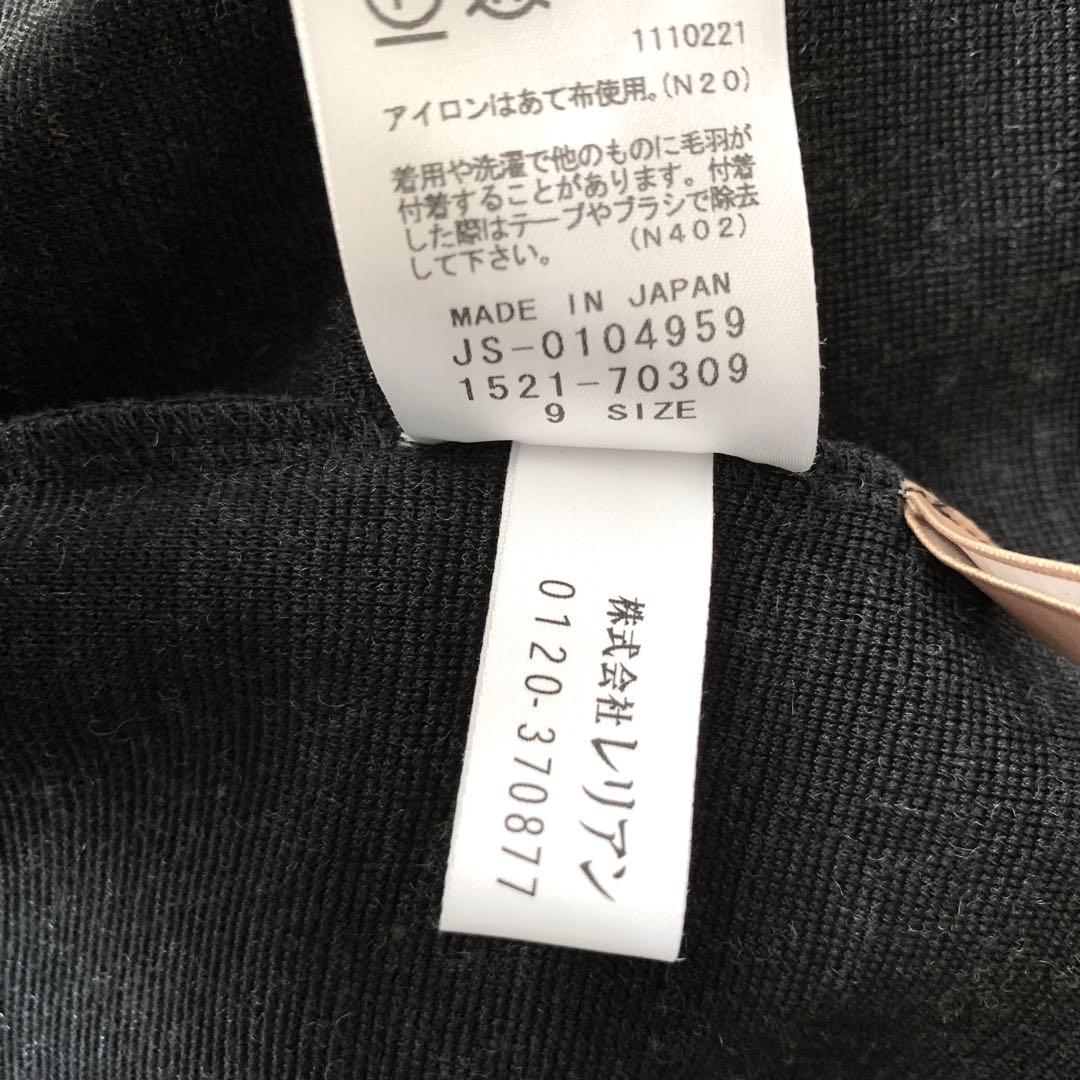 1110221
アイロンはあて布使用。(N20)
着用や洗濯で他のものに毛羽が
付着することがあります。付着
した際はテープやブラシで除去
して下さい。 (N402)
MADE IN JAPAN
JS-0104959
1521-70309
9 SIZE
株式会社レリアン
0120-370877